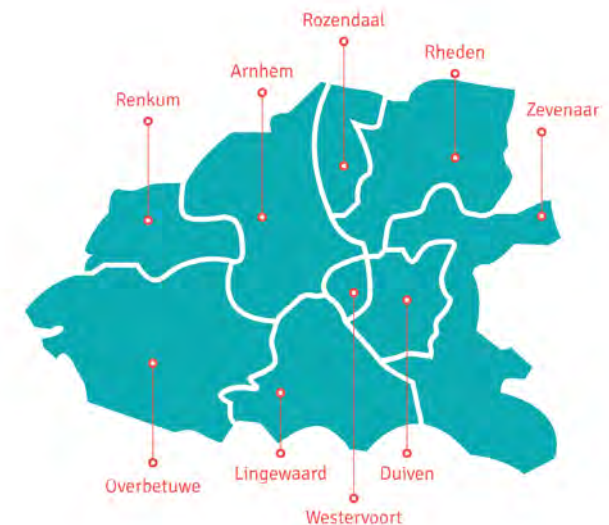 Rozendaal
Rheden
Arnhem
Renkum
Zevenaar
Overbetuwe
Lingewaard
Duiven
Westervoort